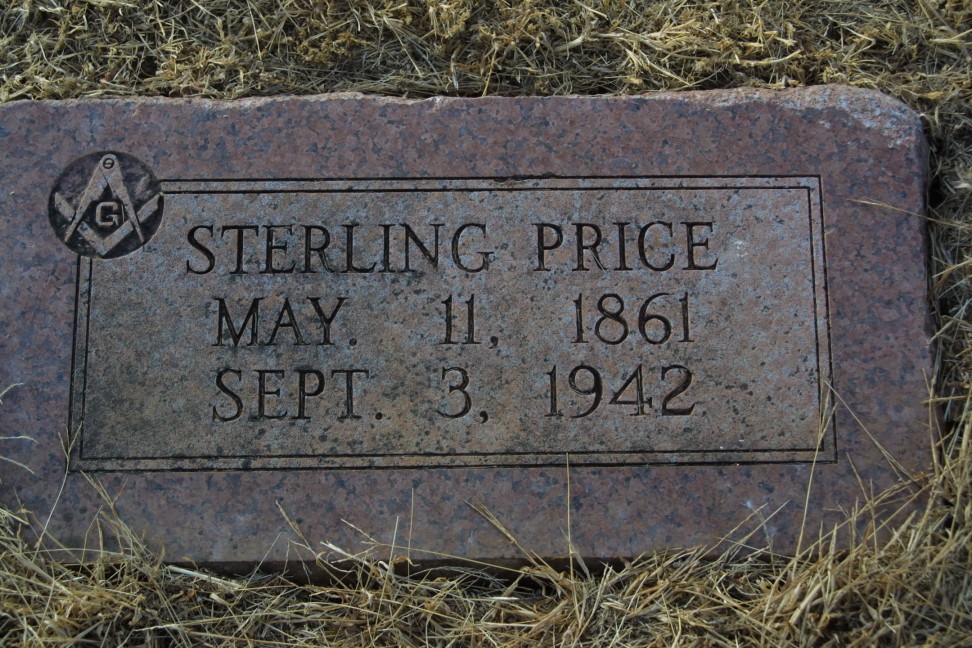 G
STERLING PRICE
MAY. 11, 1861
SEPT. 3, 1942